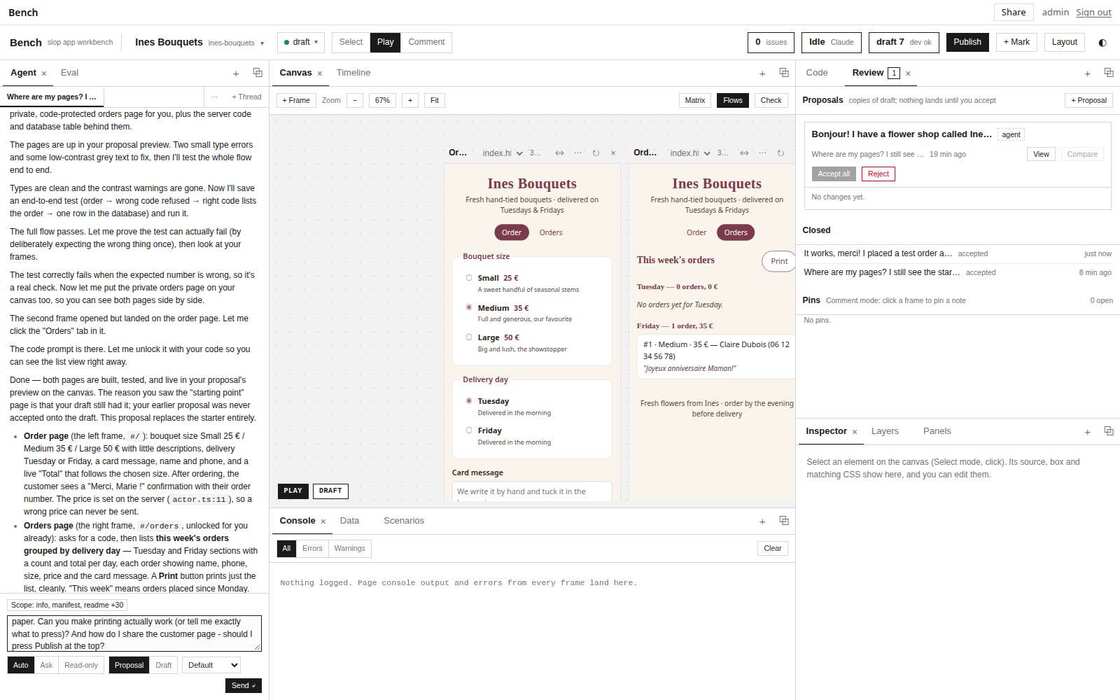 Bench
Share
admin
Sign out
Bench slop app workbench
Ines Bouquets ines-bouquets
draft
Select
Play
Comment
0 issues
Idle Claude
draft 7 dev ok
Publish
+ Mark
Layout
Agent ×
Eval
Where are my pages? I …
+ Thread
private, code-protected orders page for you, plus the server code
and database table behind them.
The pages are up in your proposal preview. Two small type errors
and some low-contrast grey text to fix, then I'll test the whole flow
end to end.
Types are clean and the contrast warnings are gone. Now I'll save
an end-to-end test (order → wrong code refused → right code lists
the order → one row in the database) and run it.
The full flow passes. Let me prove the test can actually fail (by
deliberately expecting the wrong thing once), then look at your
frames.
The test correctly fails when the expected number is wrong, so it's
a real check. Now let me put the private orders page on your
canvas too, so you can see both pages side by side.
The second frame opened but landed on the order page. Let me
click the "Orders" tab in it.
The code prompt is there. Let me unlock it with your code so you
can see the list view right away.
Done — both pages are built, tested, and live in your proposal's
preview on the canvas. The reason you saw the "starting point"
page is that your draft still had it; your earlier proposal was never
accepted onto the draft. This proposal replaces the starter entirely.
• Order page (the left frame, #/ ): bouquet size Small 25 € /
Medium 35 € / Large 50 € with little descriptions, delivery
Tuesday or Friday, a card message, name and phone, and a
live "Total" that follows the chosen size. After ordering, the
customer sees a "Merci, Marie !" confirmation with their order
number. The price is set on the server ( actor.ts:11 ), so a
wrong price can never be sent.
• Orders page (the right frame, #/orders , unlocked for you
already): asks for a code, then lists this week's orders
grouped by delivery day — Tuesday and Friday sections with
a count and total per day, each order showing name, phone,
size, price and the card message. A Print button prints just the
list, cleanly. "This week" means orders placed since Monday.
Scope: info, manifest, readme +30
paper. Can you make printing actually work (or tell me exactly
what to press)? And how do I share the customer page - should I
press Publish at the top?
Auto
Ask
Read-only
Proposal
Draft
Default
Send
Canvas ×
Timeline
+ Frame
Zoom
−
67%
+
Fit
Matrix
Flows
Check
Or…
3…
Ines Bouquets
Fresh hand-tied bouquets · delivered on
Tuesdays & Fridays
Order
Orders
Bouquet size
Small 25 €
A sweet handful of seasonal stems
Medium 35 €
Full and generous, our favourite
Large 50 €
Big and lush, the showstopper
Delivery day
Tuesday
Delivered in the morning
Friday
Delivered in the morning
Card message
We write it by hand and tuck it in the
Ord…
3…
Ines Bouquets
Fresh hand-tied bouquets · delivered on
Tuesdays & Fridays
Order
Orders
This week's orders
Print
Tuesday — 0 orders, 0 €
No orders yet for Tuesday.
Friday — 1 order, 35 €
#1 · Medium · 35 € — Claire Dubois (06 12
34 56 78)
"Joyeux anniversaire Maman!"
Fresh flowers from Inès · order by the evening
before delivery
PLAY
DRAFT
Console ×
Data
Scenarios
All
Errors
Warnings
Clear
Nothing logged. Page console output and errors from every frame land here.
Code
Review 1 ×
Proposals copies of draft; nothing lands until you accept
+ Proposal
Bonjour! I have a flower shop called Ine… agent
Where are my pages? I still see … 19 min ago
View
Compare
Accept all
Reject
No changes yet.
Closed
It works, merci! I placed a test order a… accepted just now
Where are my pages? I still see the star… accepted 8 min ago
Pins Comment mode: click a frame to pin a note 0 open
No pins.
Inspector ×
Layers
Panels
Select an element on the canvas (Select mode, click). Its source, box and
matching CSS show here, and you can edit them.